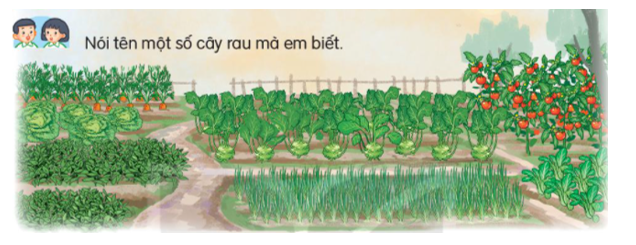 Nói tên một số cây rau mà em biết.